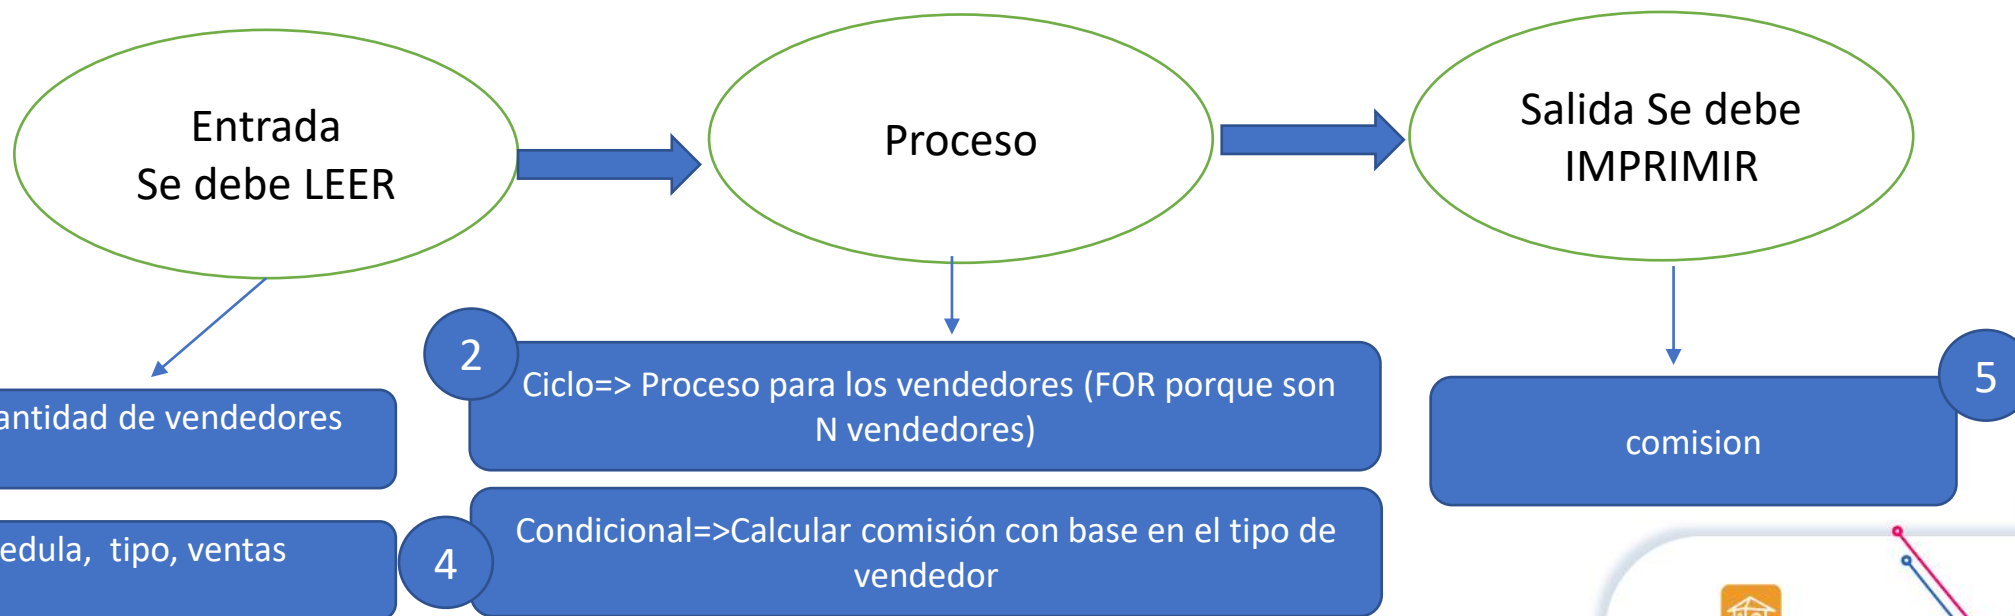 Entrada
Se debe LEER
Proceso
Salida Se debe
IMPRIMIR
2
Ciclo=> Proceso para los vendedores (FOR porque son
N vendedores)
antidad de vendedores
comision
5
edula, tipo, ventas
4
Condicional=>Calcular comisión con base en el tipo de
vendedor